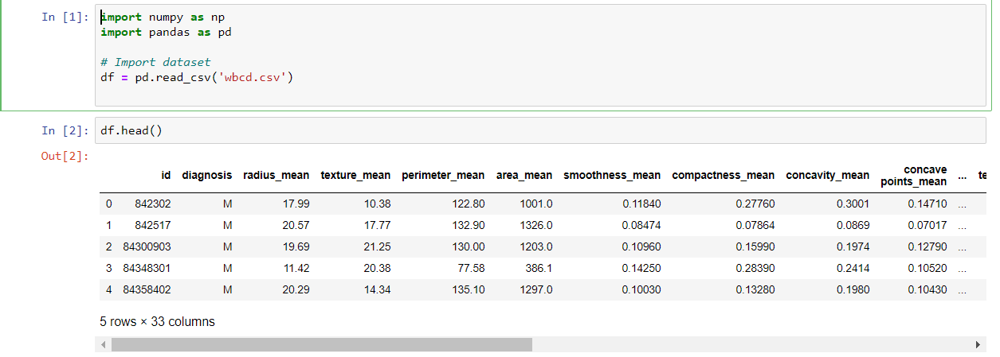 In [1]: import numpy as np
import pandas as pd
# Import dataset
df = pd.read_csv('wbcd.csv')
In [2]: df.head()
Out[2]:
id diagnosis radius_mean texture_mean perimeter_mean area_mean smoothness_mean compactness_mean concavity_mean concave points_mean ... te
0 842302 M 17.99 10.38 122.80 1001.0 0.11840 0.27760 0.3001 0.14710 ...
1 842517 M 20.57 17.77 132.90 1326.0 0.08474 0.07864 0.0869 0.07017 ...
2 84300903 M 19.69 21.25 130.00 1203.0 0.10960 0.15990 0.1974 0.12790 ...
3 84348301 M 11.42 20.38 77.58 386.1 0.14250 0.28390 0.2414 0.10520 ...
4 84358402 M 20.29 14.34 135.10 1297.0 0.10030 0.13280 0.1980 0.10430 ...
5 rows × 33 columns